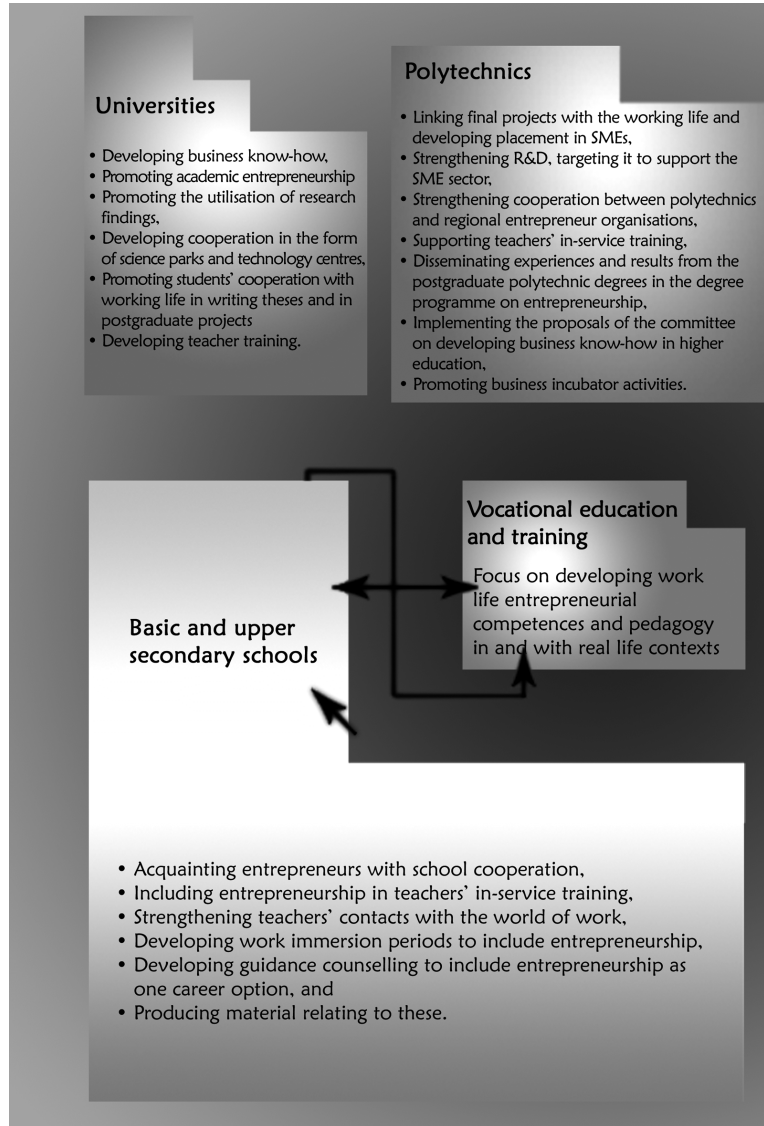 Universities
• Developing business know-how,
• Promoting academic entrepreneurship
• Promoting the utilisation of research
findings,
• Developing cooperation in the form
of science parks and technology centres,
• Promoting students’ cooperation with
working life in writing theses and in
postgraduate projects
• Developing teacher training.
Polytechnics
• Linking final projects with the working life and
developing placement in SMEs,
• Strengthening R&D, targeting it to support the
SME sector,
• Strengthening cooperation between polytechnics
and regional entrepreneur organisations,
• Supporting teachers’ in-service training,
• Disseminating experiences and results from the
postgraduate polytechnic degrees in the degree
programme on entrepreneurship,
• Implementing the proposals of the committee
on developing business know-how in higher
education,
• Promoting business incubator activities.
Vocational education
and training
Focus on developing work
life entrepreneurial
competences and pedagogy
in and with real life contexts
Basic and upper
secondary schools
• Acquainting entrepreneurs with school cooperation,
• Including entrepreneurship in teachers’ in-service training,
• Strengthening teachers’ contacts with the world of work,
• Developing work immersion periods to include entrepreneurship,
• Developing guidance counselling to include entrepreneurship as
one career option, and
• Producing material relating to these.